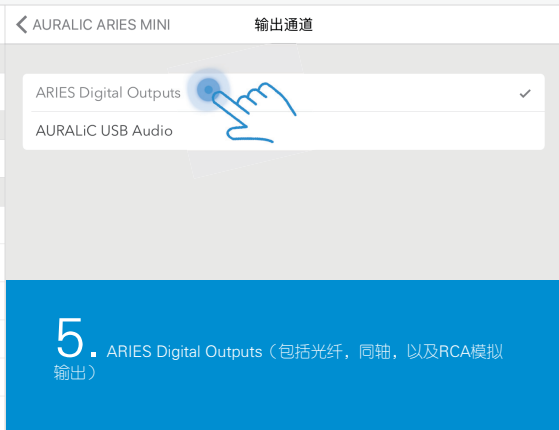 AURALIC ARIES MINI 输出通道
ARIES Digital Outputs
AURALiC USB Audio
5. ARIES Digital Outputs（包括光纤，同轴，以及RCA模拟
输出）